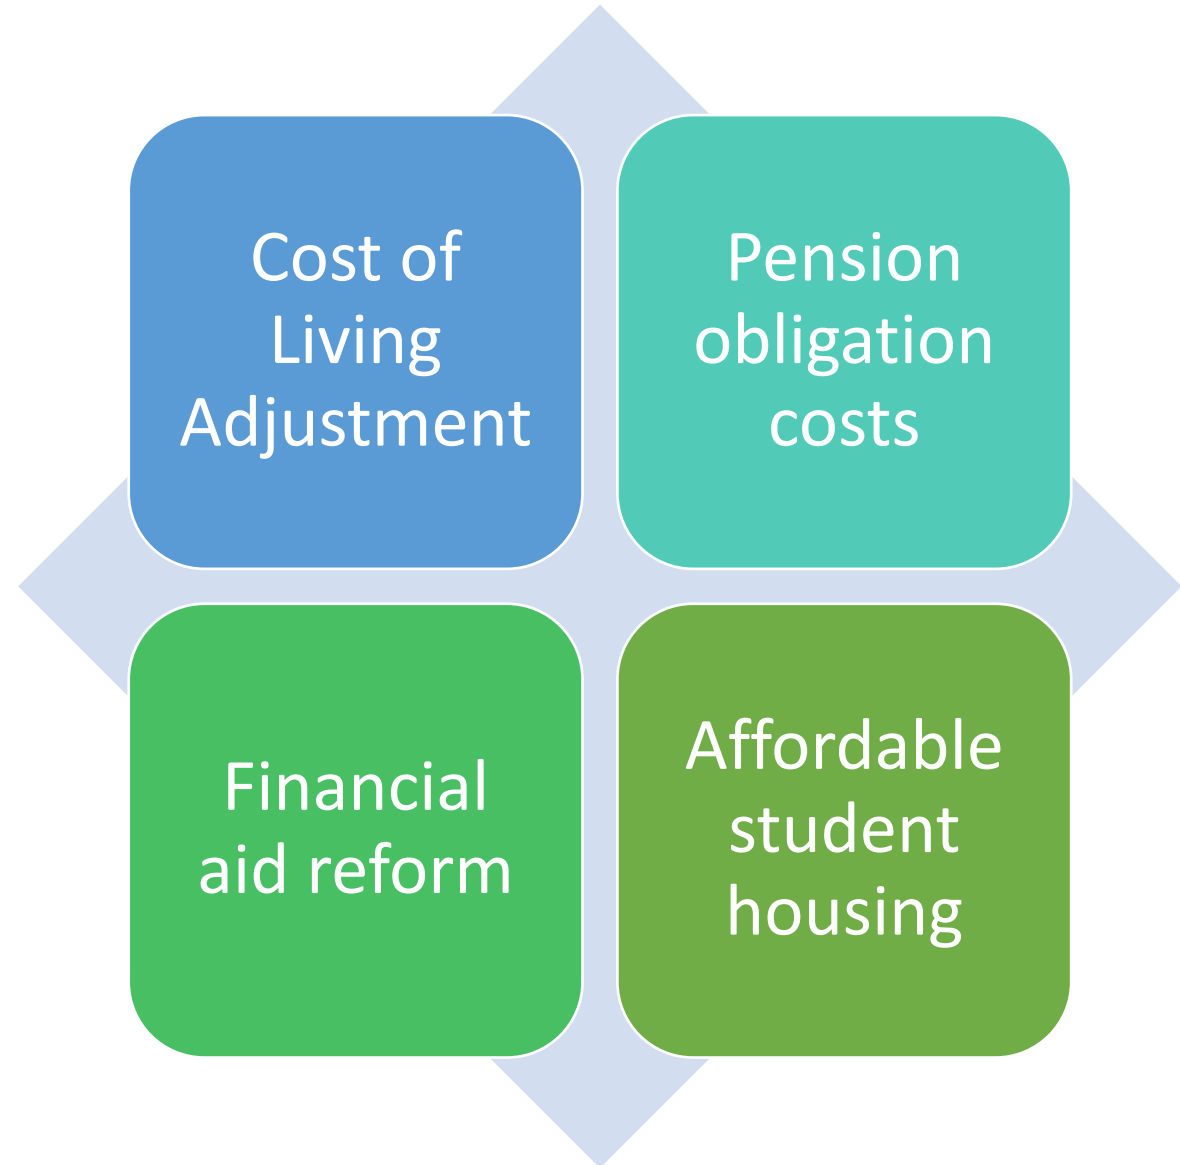 Cost of
Living
Adjustment
Pension
obligation
costs
Financial
aid reform
Affordable
student
housing